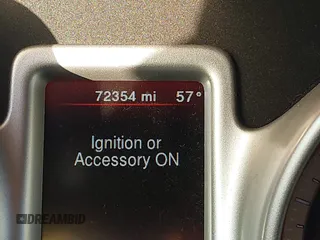 72354 mi 57°
Ignition or
Accessory ON
DREAMBID